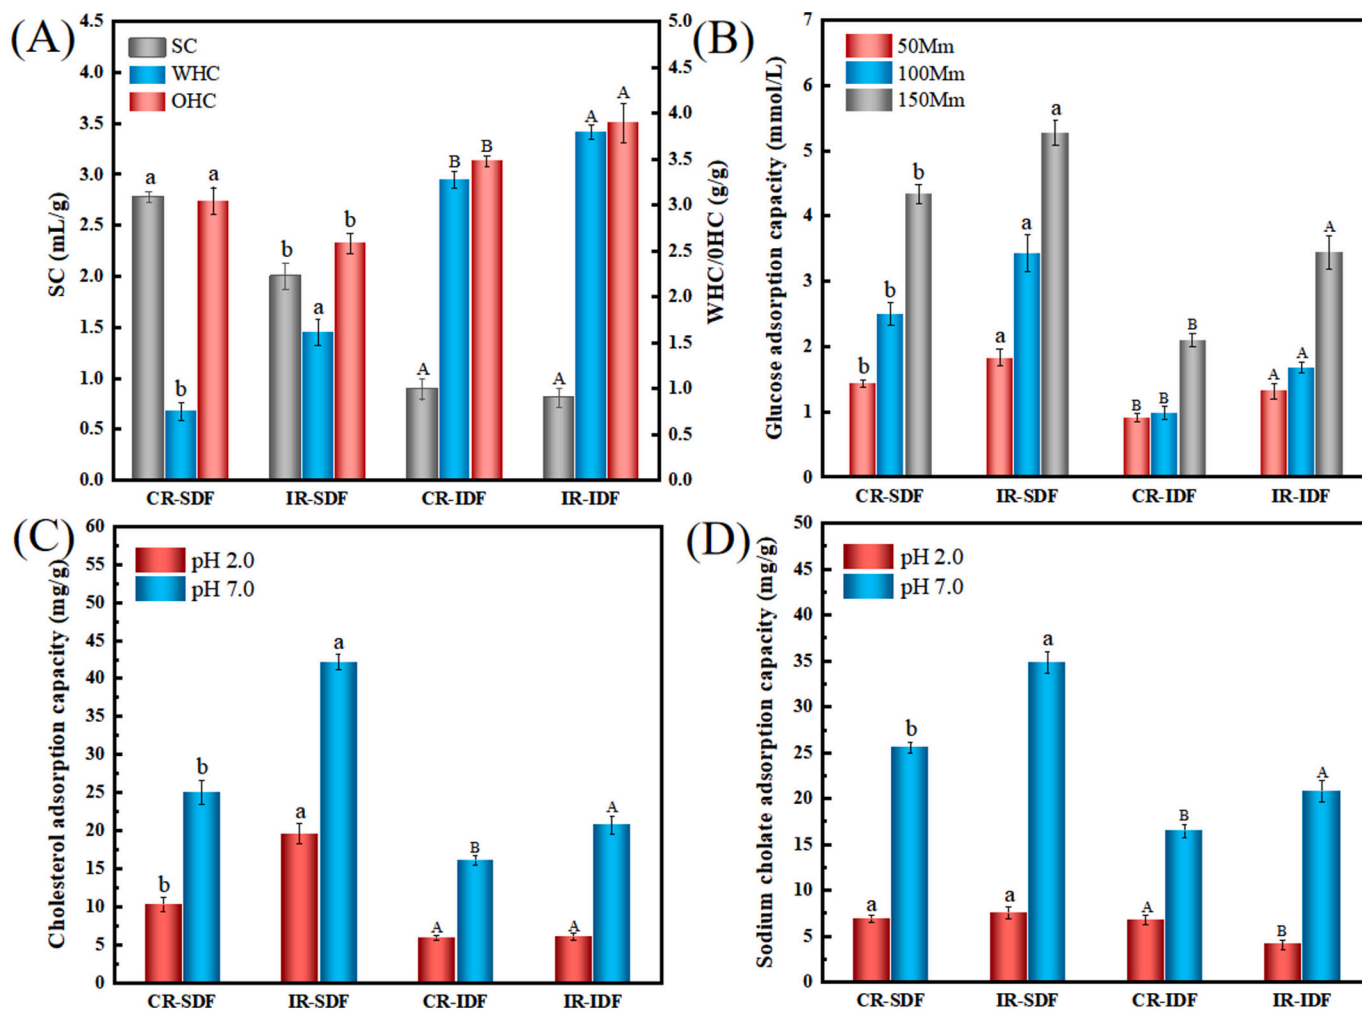 (A)
SC
WHC
OHC
SC (mL/g)
4.5
4.0
3.5
3.0
2.5
2.0
1.5
1.0
0.5
0.0
a
b
a
b
a
b
A
B
B
A
A
A
5.0
4.5
4.0
3.5
3.0
2.5
2.0
1.5
1.0
0.5
0.0
WHC/0HC (g/g)
CR-SDF IR-SDF CR-IDF IR-IDF
(B)
50Mm
100Mm
150Mm
Glucose adsorption capacity (mmol/L)
7
6
5
4
3
2
1
0
b
b
b
a
a
a
B
B
B
A
A
A
CR-SDF IR-SDF CR-IDF IR-IDF
(C)
pH 2.0
pH 7.0
Cholesterol adsorption capacity (mg/g)
60
55
50
45
40
35
30
25
20
15
10
5
0
b
b
a
a
A
B
A
A
CR-SDF IR-SDF CR-IDF IR-IDF
(D)
pH 2.0
pH 7.0
Sodium cholate adsorption capacity (mg/g)
50
45
40
35
30
25
20
15
10
5
0
a
b
a
a
A
B
B
A
CR-SDF IR-SDF CR-IDF IR-IDF